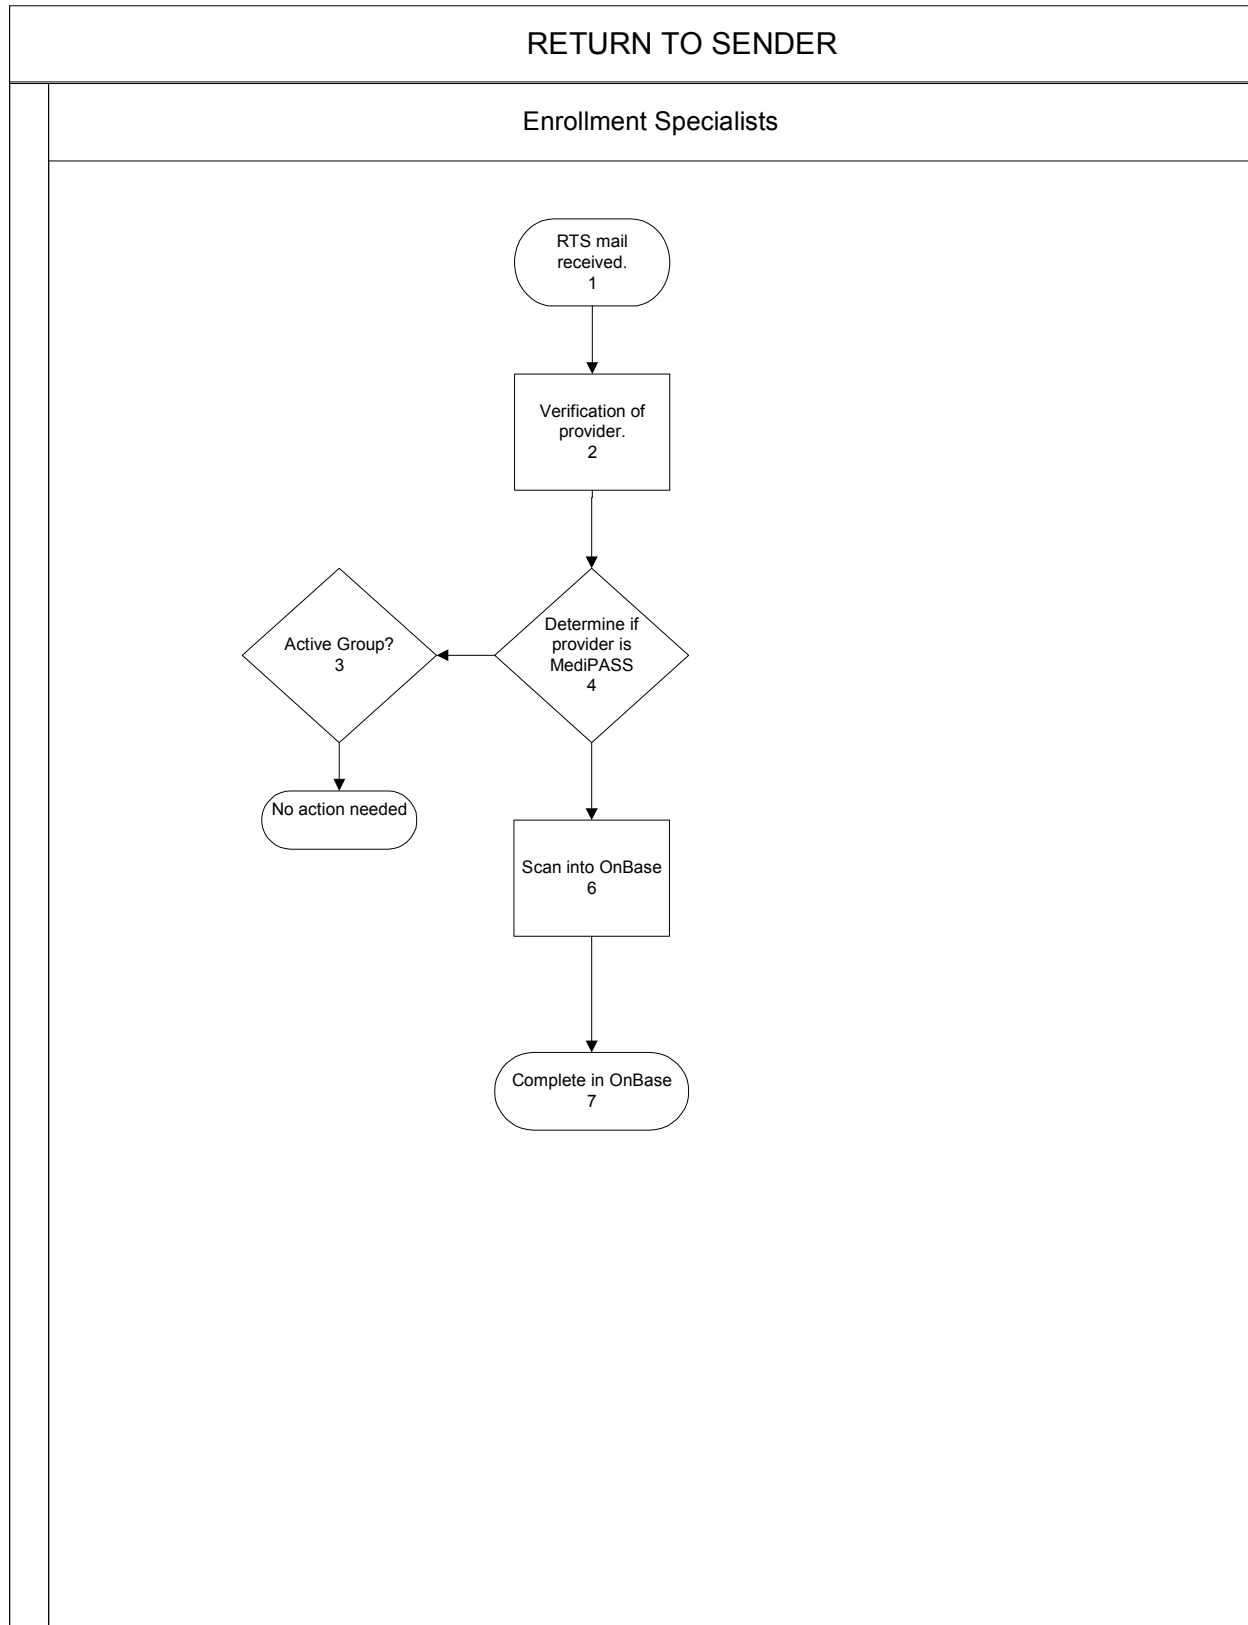 RETURN TO SENDER
Enrollment Specialists
RTS mail
received.
1
Verification of
provider.
2
Active Group?
3
Determine if
provider is
MediPASS
4
No action needed
Scan into OnBase
6
Complete in OnBase
7